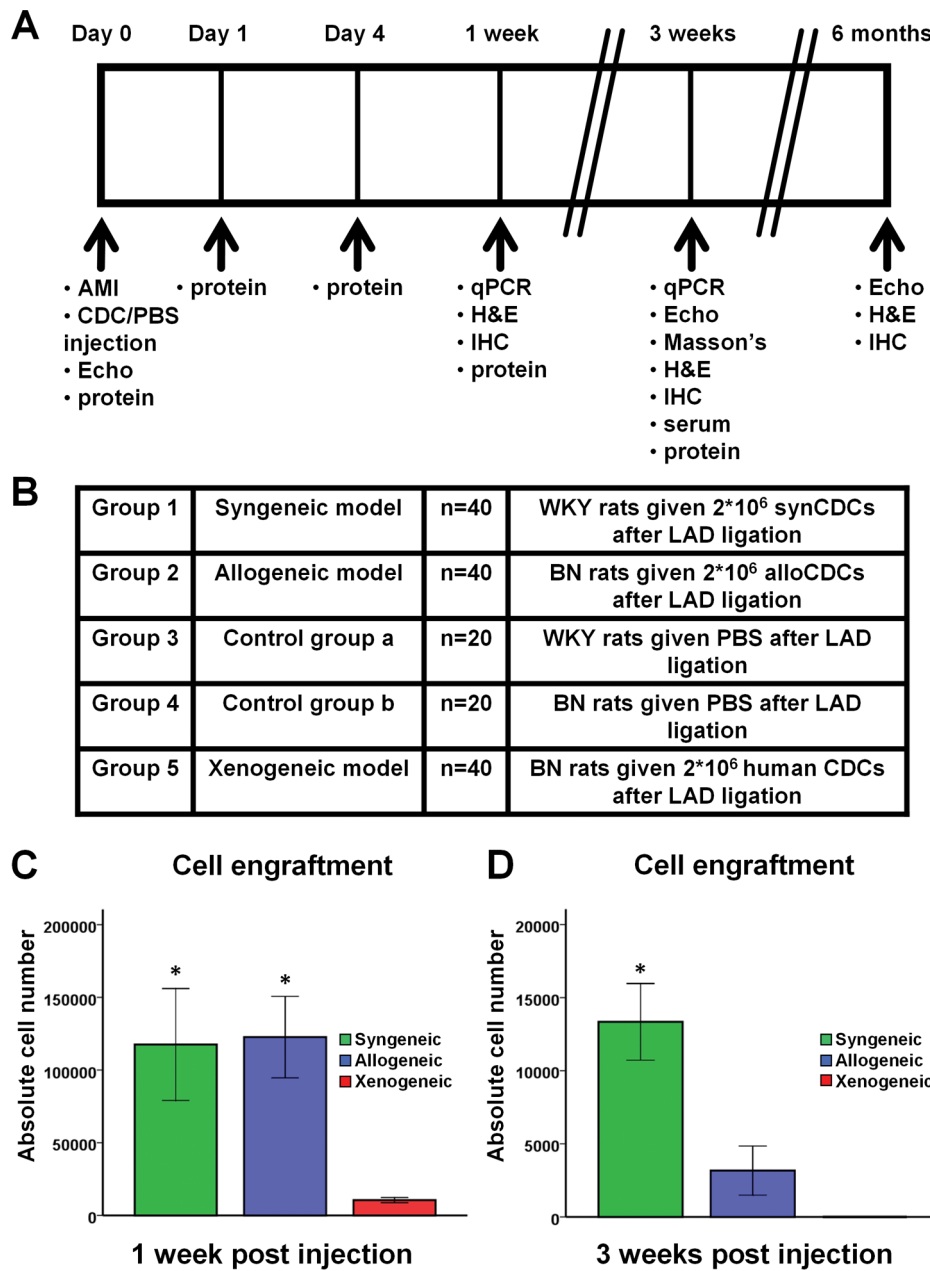 A
Day 0 Day 1 Day 4 1 week 3 weeks 6 months
• AMI
• CDC/PBS
injection
• Echo
• protein
• protein
• protein
• qPCR
• H&E
• IHC
• protein
• qPCR
• Echo
• Masson's
• H&E
• IHC
• serum
• protein
• Echo
• H&E
• IHC
B
Group 1 Syngeneic model n=40 WKY rats given 2*10⁶ synCDCs
after LAD ligation
Group 2 Allogeneic model n=40 BN rats given 2*10⁶ alloCDCs
after LAD ligation
Group 3 Control group a n=20 WKY rats given PBS after LAD
ligation
Group 4 Control group b n=20 BN rats given PBS after LAD
ligation
Group 5 Xenogeneic model n=40 BN rats given 2*10⁶ human CDCs
after LAD ligation
C
Cell engraftment
Absolute cell number
200000
150000
100000
50000
0
*
*
Syngeneic
Allogeneic
Xenogeneic
1 week post injection
D
Cell engraftment
Absolute cell number
20000
15000
10000
5000
0
*
Syngeneic
Allogeneic
Xenogeneic
3 weeks post injection